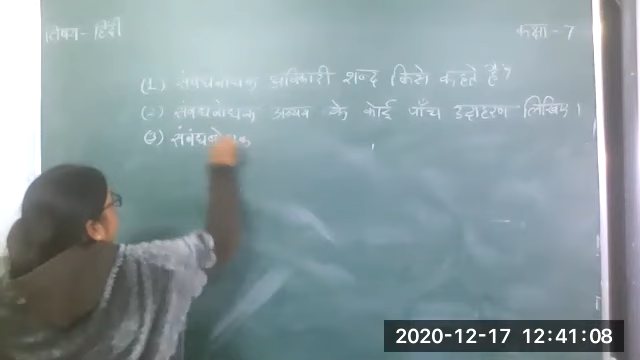 विषय - हिंदी
कक्षा - 7
(1) संबंधबोधक अविकारी शब्द किसे कहते हैं?
(2) संबंधबोधक अव्यय के कोई पाँच उदाहरण लिखिए।
(3) संबंधबोधक
2020-12-17 12:41:08